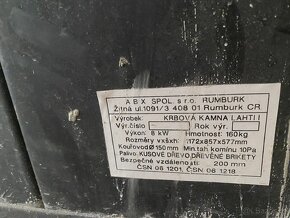 A B X SPOL. s r.o. RUMBURK
Žitná ul.1091/3 408 01 Rumburk CR
Výrobek: KRBOVÁ KAMNA LAHTI I
Výr.číslo Rok výr.
Výkon: 8 kW Hmotnost: 160kg
Rozměry vxšxh: 1172x857x577mm
Kouřovod Ø 150mm Min.tah komínu 10Pa
Palivo: KUSOVÉ DŘEVO,DŘEVĚNÉ BRIKETY
Bezpečné vzdálenosti: 200 mm
ČSN 06 1201, ČSN 06 1218